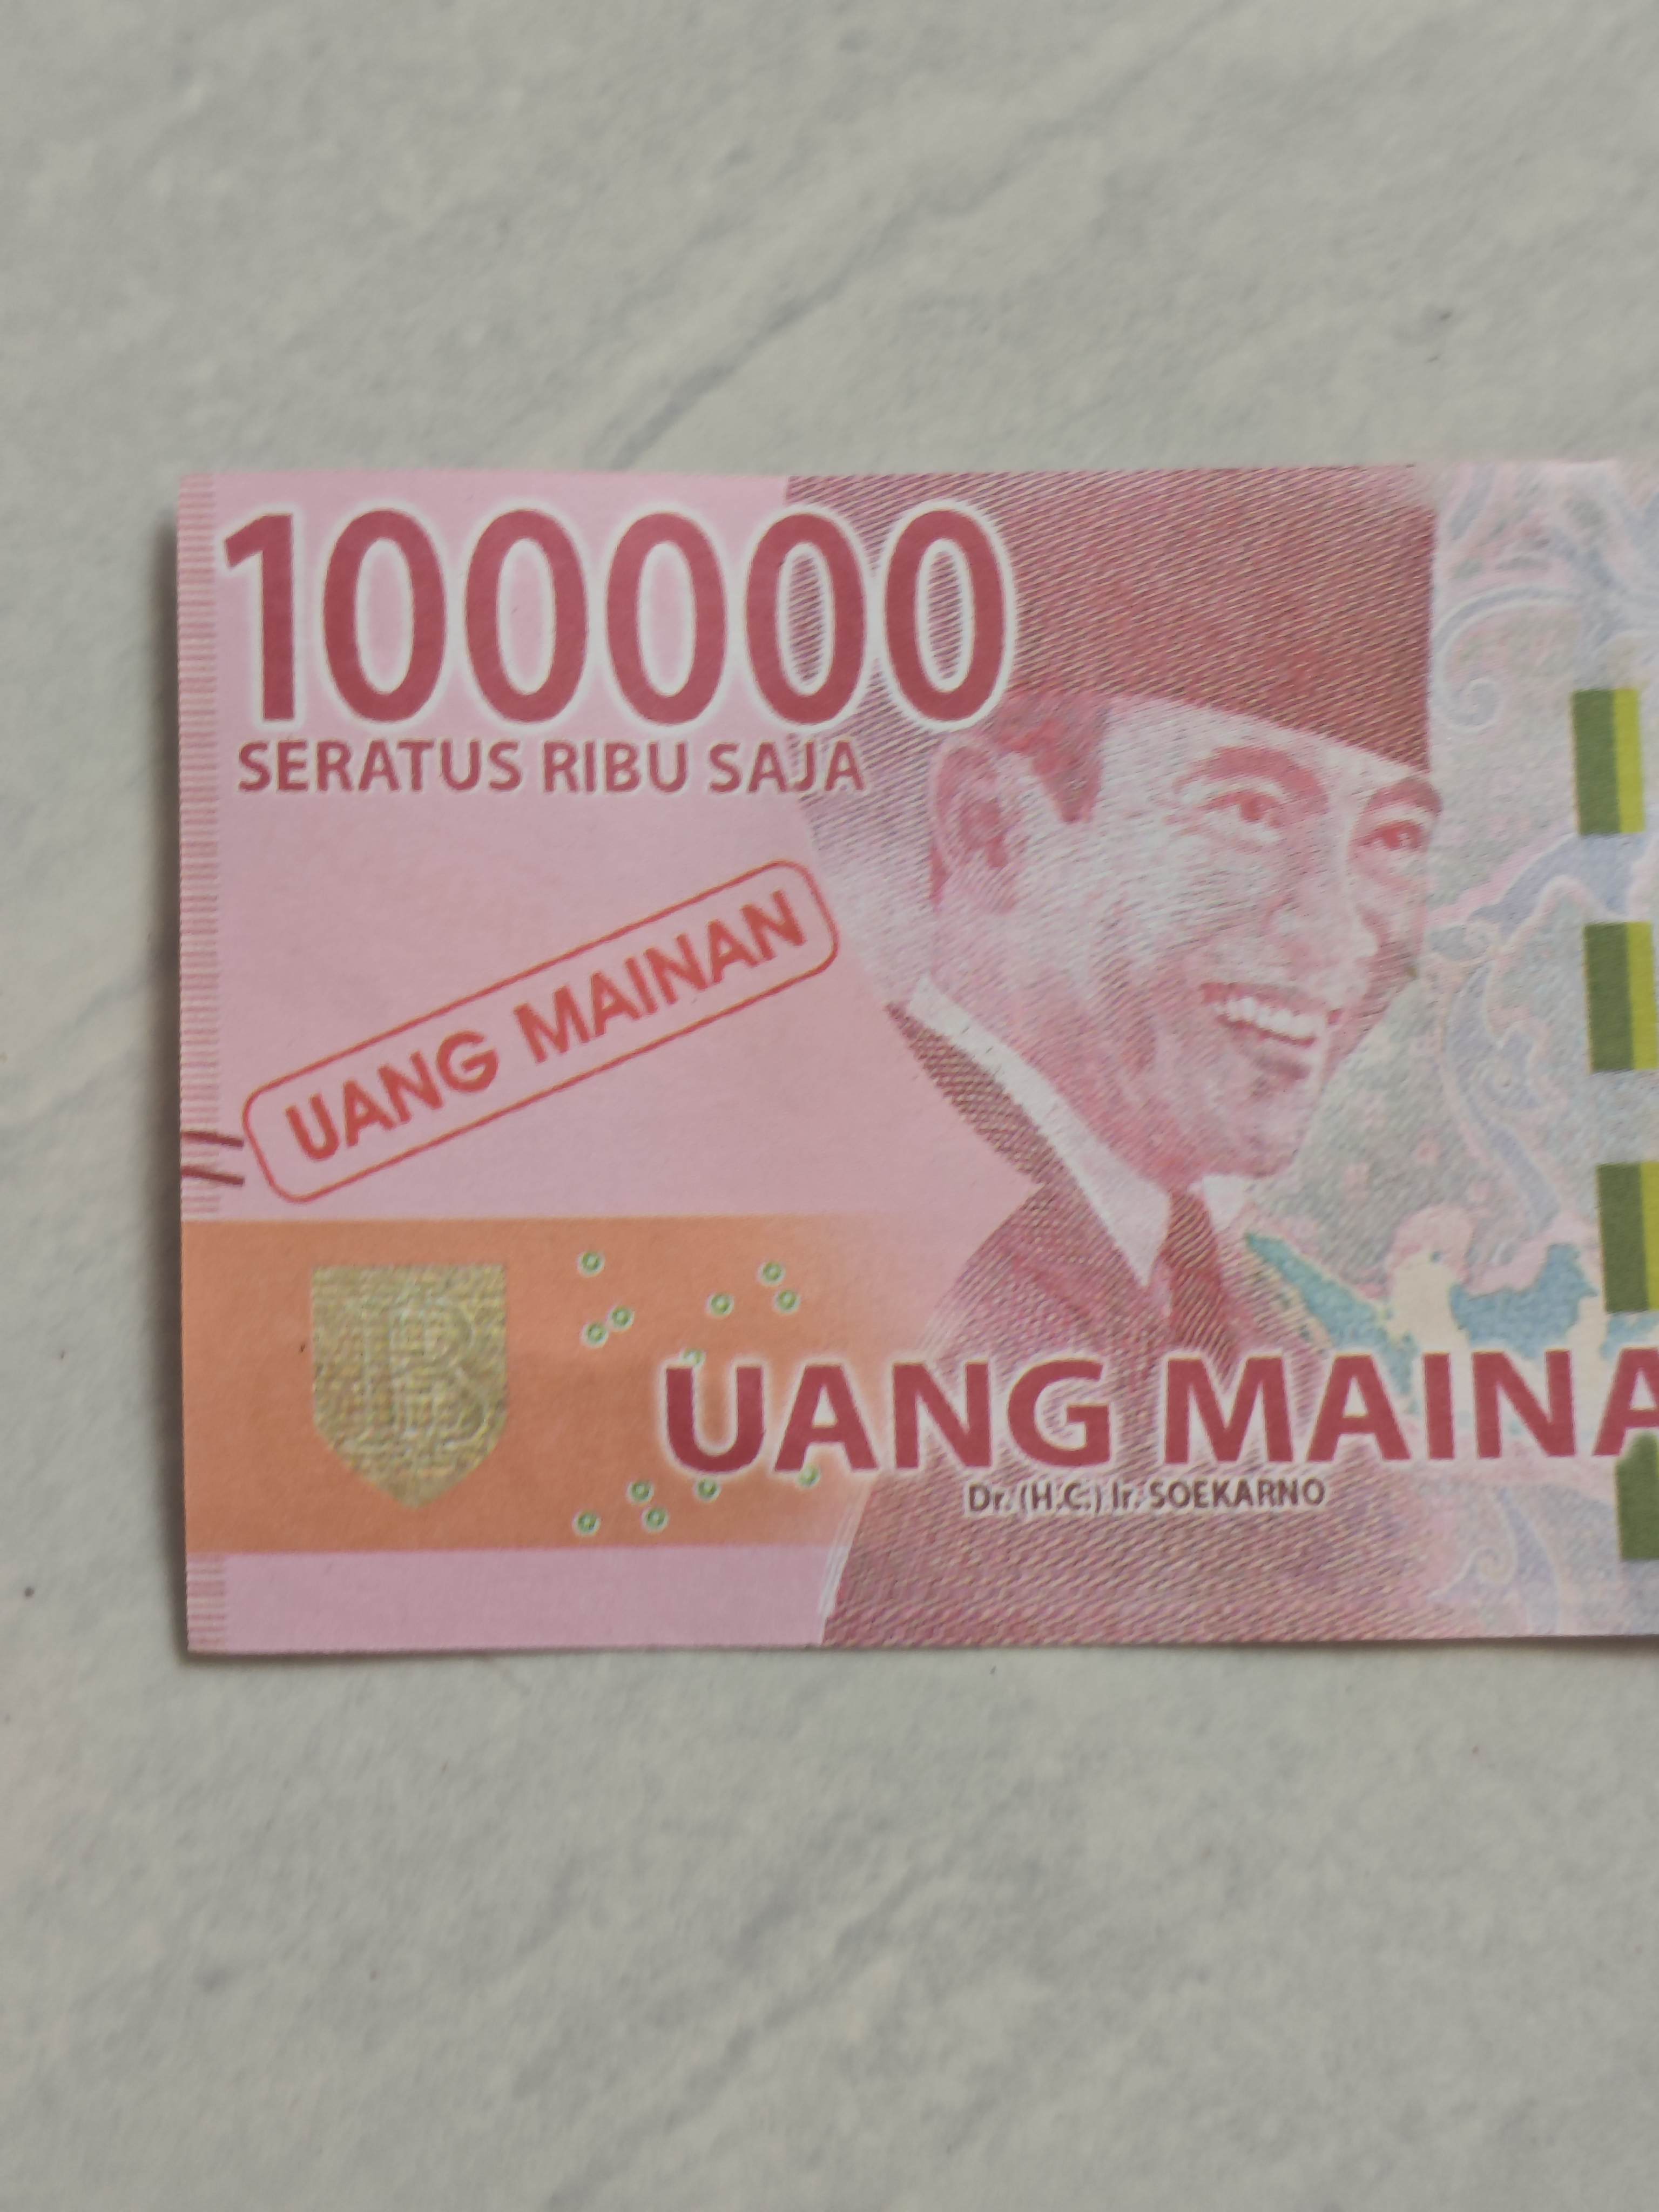 100000
SERATUS RIBU SAJA
UANG MAINAN
UANG MAINA
Dr. (H.C.) Ir. SOEKARNO